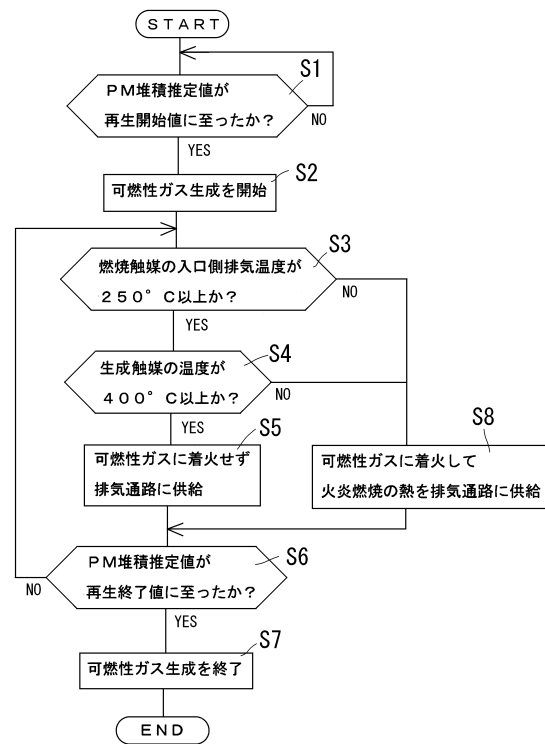 START
S1
PM堆積推定値が
再生開始値に至ったか?
NO
YES
S2
可燃性ガス生成を開始
S3
燃焼触媒の入口側排気温度が
250°C以上か?
NO
YES
S4
生成触媒の温度が
400°C以上か?
NO
YES
S5
可燃性ガスに着火せず
排気通路に供給
S8
可燃性ガスに着火して
火炎燃焼の熱を排気通路に供給
S6
PM堆積推定値が
再生終了値に至ったか?
NO
YES
S7
可燃性ガス生成を終了
END